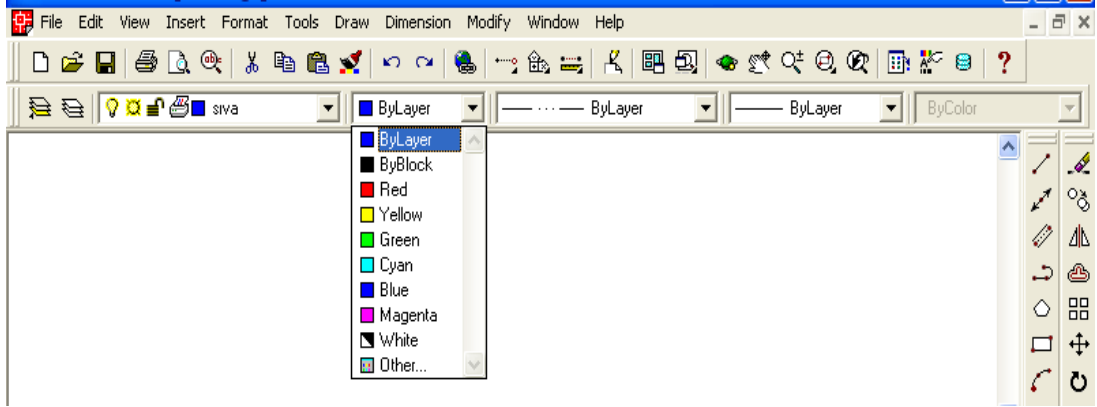 File Edit View Insert Format Tools Draw Dimension Modify Window Help
sıva ByLayer ByLayer ByLayer ByColor
ByLayer
ByBlock
Red
Yellow
Green
Cyan
Blue
Magenta
White
Other...